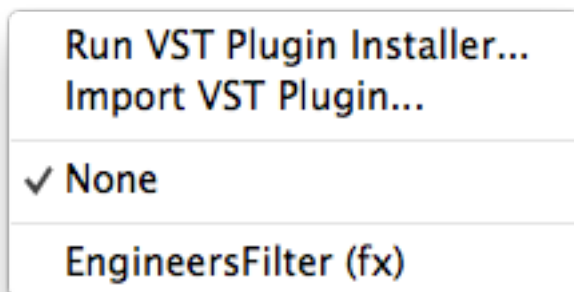 Run VST Plugin Installer...
Import VST Plugin...
None
EngineersFilter (fx)